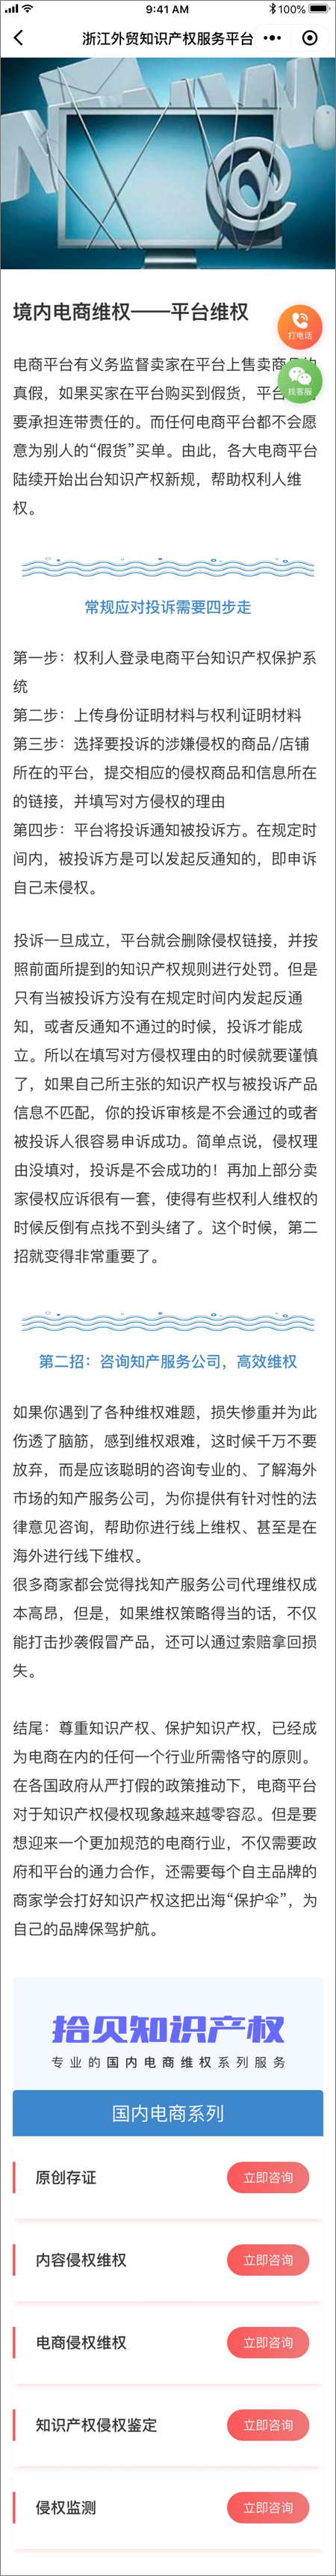 9:41 AM
100%
浙江外贸知识产权服务平台
境内电商维权——平台维权
打电话
电商平台有义务监督卖家在平台上售卖商品的
真假，如果买家在平台购买到假货，平台
找客服
要承担连带责任的。而任何电商平台都不会愿
意为别人的“假货”买单。由此，各大电商平台
陆续开始出台知识产权新规，帮助权利人维
权。
常规应对投诉需要四步走
第一步：权利人登录电商平台知识产权保护系
统
第二步：上传身份证明材料与权利证明材料
第三步：选择要投诉的涉嫌侵权的商品/店铺
所在的平台，提交相应的侵权商品和信息所在
的链接，并填写对方侵权的理由
第四步：平台将投诉通知被投诉方。在规定时
间内，被投诉方是可以发起反通知的，即申诉
自己未侵权。
投诉一旦成立，平台就会删除侵权链接，并按
照前面所提到的知识产权规则进行处罚。但是
只有当被投诉方没有在规定时间内发起反通
知，或者反通知不通过的时候，投诉才能成
立。所以在填写对方侵权理由的时候就要谨慎
了，如果自己所主张的知识产权与被投诉产品
信息不匹配，你的投诉审核是不会通过的或者
被投诉人很容易申诉成功。简单点说，侵权理
由没填对，投诉是不会成功的！再加上部分卖
家侵权应诉很有一套，使得有些权利人维权的
时候反倒有点找不到头绪了。这个时候，第二
招就变得非常重要了。
第二招：咨询知产服务公司，高效维权
如果你遇到了各种维权难题，损失惨重并为此
伤透了脑筋，感到维权艰难，这时候千万不要
放弃，而是应该聪明的咨询专业的、了解海外
市场的知产服务公司，为你提供有针对性的法
律意见咨询，帮助你进行线上维权、甚至是在
海外进行线下维权。
很多商家都会觉得找知产服务公司代理维权成
本高昂，但是，如果维权策略得当的话，不仅
能打击抄袭假冒产品，还可以通过索赔拿回损
失。
结尾：尊重知识产权、保护知识产权，已经成
为电商在内的任何一个行业所需恪守的原则。
在各国政府从严打假的政策推动下，电商平台
对于知识产权侵权现象越来越零容忍。但是要
想迎来一个更加规范的电商行业，不仅需要政
府和平台的通力合作，还需要每个自主品牌的
商家学会打好知识产权这把出海“保护伞”，为
自己的品牌保驾护航。
拾贝知识产权
专业的国内电商维权系列服务
国内电商系列
原创存证 立即咨询
内容侵权维权 立即咨询
电商侵权维权 立即咨询
知识产权侵权鉴定 立即咨询
侵权监测 立即咨询